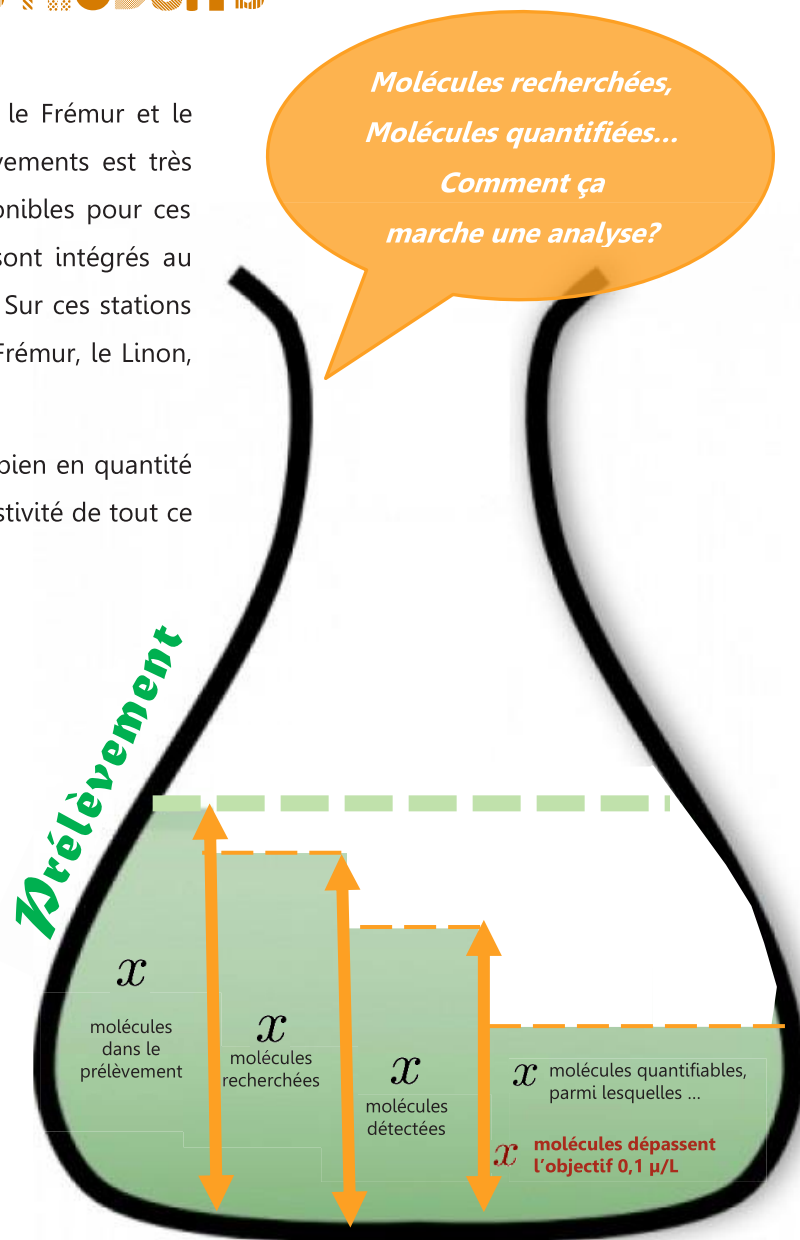 le Frémur et le
vements est très
onibles pour ces
sont intégrés au
Sur ces stations
Frémur, le Linon,
bien en quantité
stivité de tout ce
Molécules recherchées,
Molécules quantifiées...
Comment ça
marche une analyse?
Prélèvement
x
molécules
dans le
prélèvement
x
molécules
recherchées
x
molécules
détectées
x molécules quantifiables,
parmi lesquelles ...
x molécules dépassent
l'objectif 0,1 µ/L